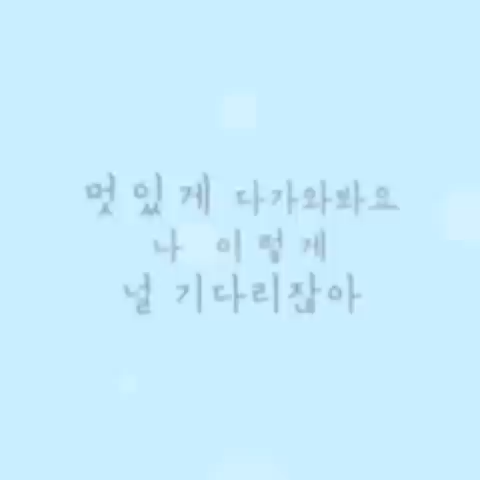 멋있게 다가와봐요
나 이렇게
널 기다리잖아